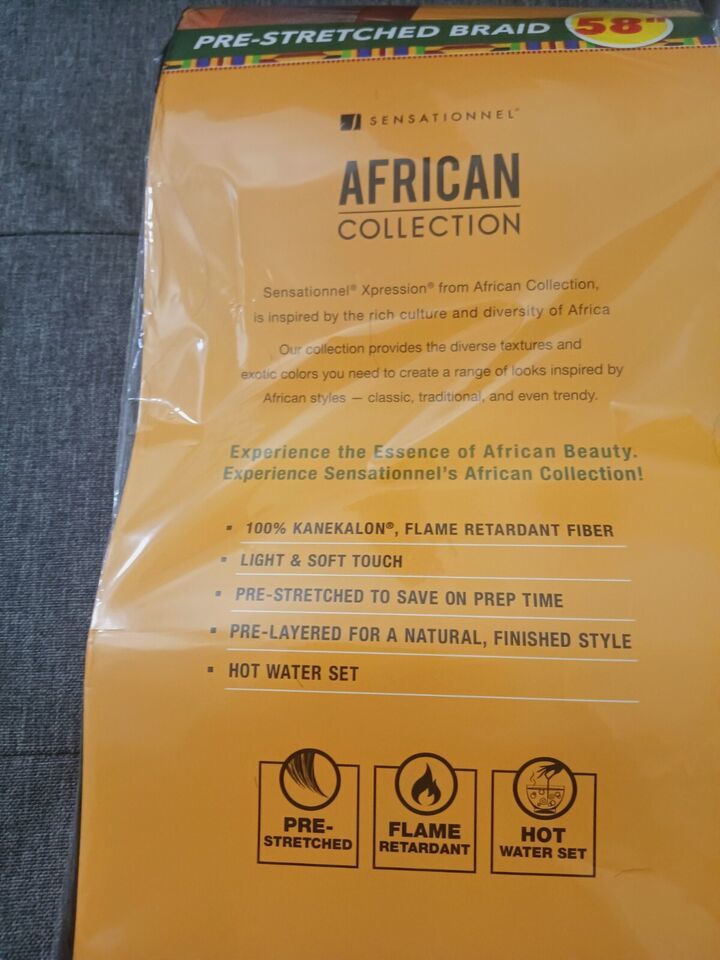 PRE-STRETCHED BRAID 58"
SENSATIONNEL®
AFRICAN
COLLECTION
Sensationnel® Xpression® from African Collection,
is inspired by the rich culture and diversity of Africa
Our collection provides the diverse textures and
exotic colors you need to create a range of looks inspired by
African styles — classic, traditional, and even trendy.
Experience the Essence of African Beauty.
Experience Sensationnel's African Collection!
▪ 100% KANEKALON®, FLAME RETARDANT FIBER
▪ LIGHT & SOFT TOUCH
▪ PRE-STRETCHED TO SAVE ON PREP TIME
▪ PRE-LAYERED FOR A NATURAL, FINISHED STYLE
▪ HOT WATER SET
PRE-
STRETCHED
FLAME
RETARDANT
HOT
WATER SET